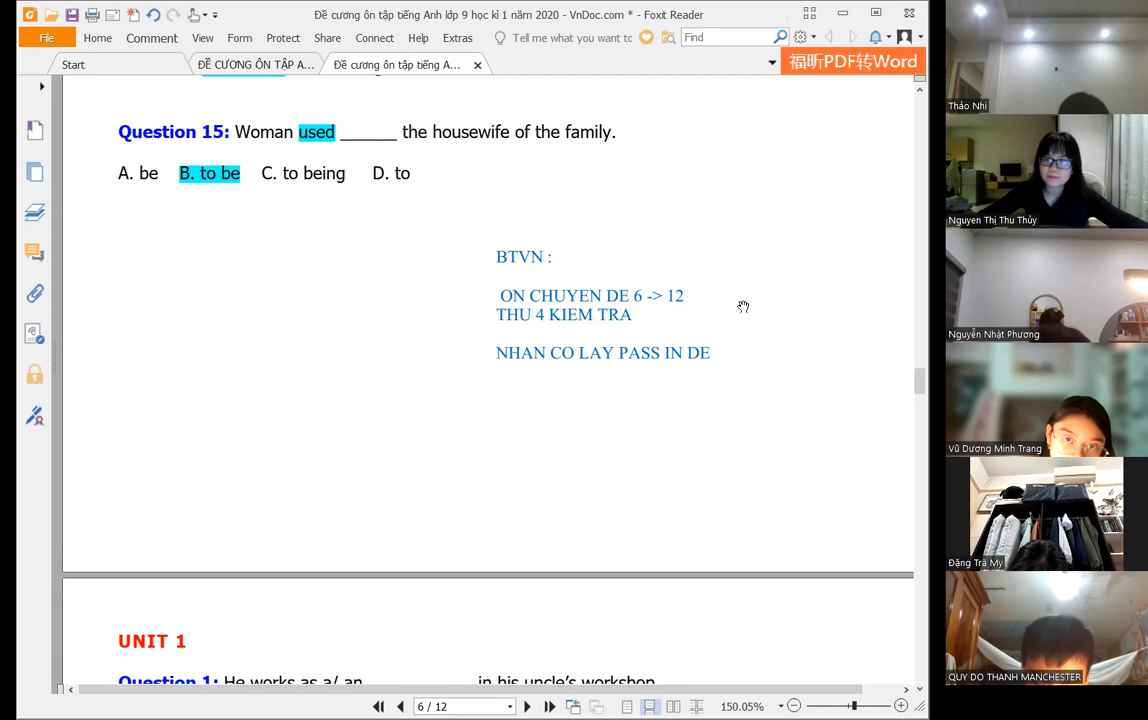 Đề cương ôn tập tiếng Anh lớp 9 học kì 1 năm 2020 - VnDoc.com * - Foxit Reader
File Home Comment View Form Protect Share Connect Help Extras Tell me what you want to Find
Start ĐỀ CƯƠNG ÔN TẬP A... Đề cương ôn tập tiếng A... 福昕PDF转Word
Question 15: Woman used ______ the housewife of the family.
A. be B. to be C. to being D. to
BTVN :
ON CHUYEN DE 6 -> 12
THU 4 KIEM TRA
NHAN CO LAY PASS IN DE
UNIT 1
Question 1: He works as a/ an in his uncle's workshop
6 / 12 150.05%
Thảo Nhi
Nguyen Thị Thu Thủy
Nguyễn Nhật Phương
Vũ Dương Minh Trang
Đặng Trà My
QUY DO THANH MANCHESTER